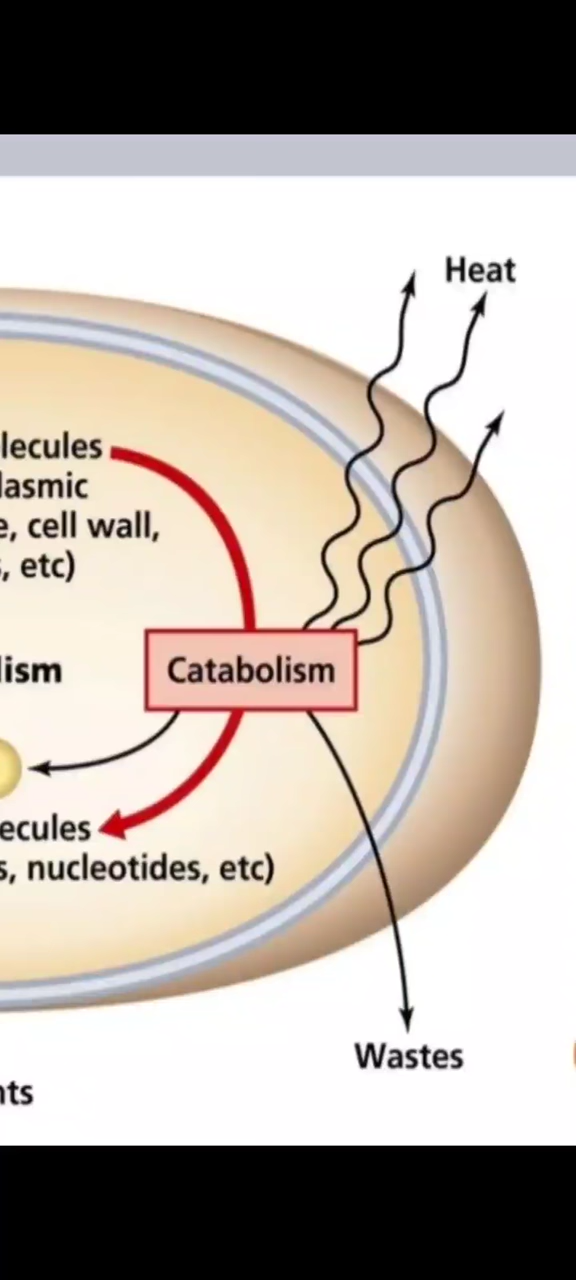 Heat
lecules
lasmic
e, cell wall,
, etc)
lism
Catabolism
ecules
s, nucleotides, etc)
Wastes
nts